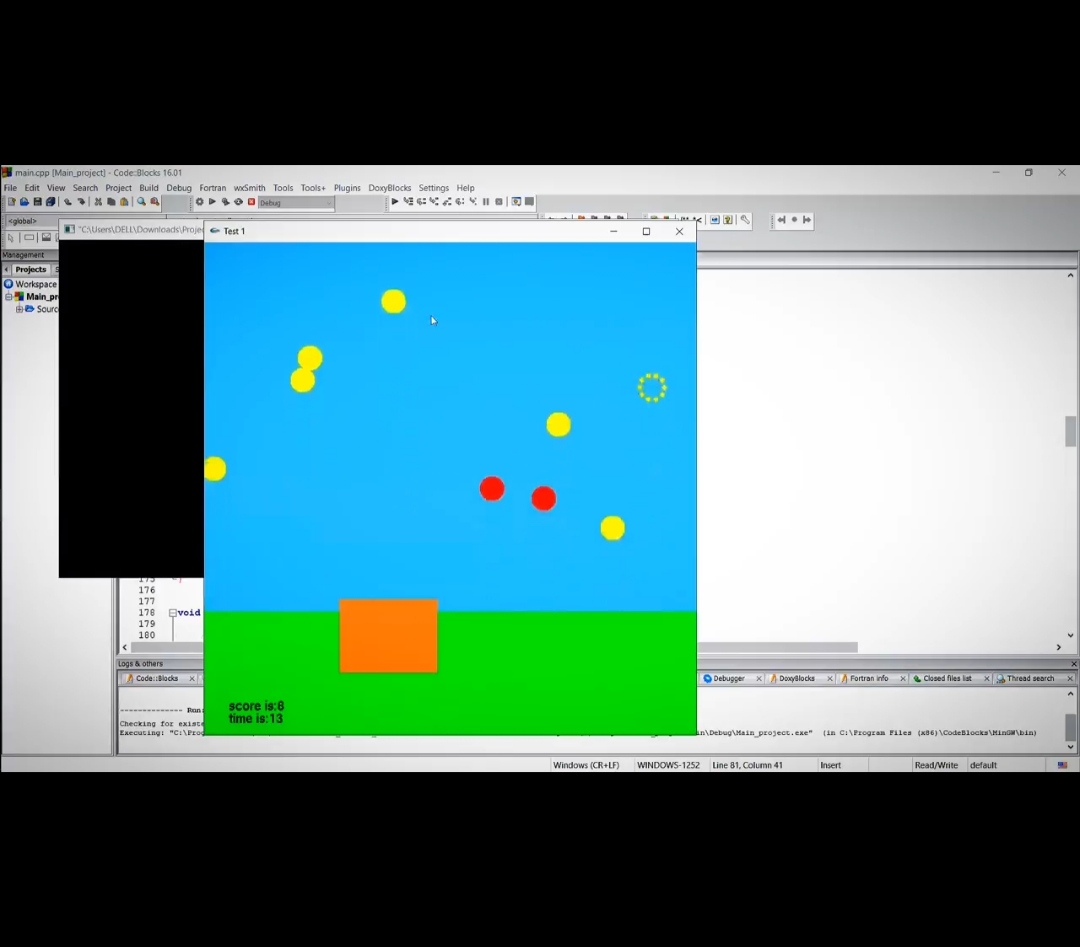 main.cpp [Main_project] - Code::Blocks 16.01
File Edit View Search Project Build Debug Fortran wxSmith Tools Tools+ Plugins DoxyBlocks Settings Help
Debug
<global>
"C:\Users\DELL\Downloads\Projec
Test 1
Management
Projects S
Workspace
Main_pr
Sourc
175
176
177
178 void
179
180
score is:8
time is:13
Logs & others
Code::Blocks Debugger DoxyBlocks Fortran info Closed files list Thread search
-------------- Run:
Checking for existe
Executing: "C:\Prog in\Debug\Main_project.exe" (in C:\Program Files (x86)\CodeBlocks\MinGW\bin)
Windows (CR+LF) WINDOWS-1252 Line 81, Column 41 Insert Read/Write default